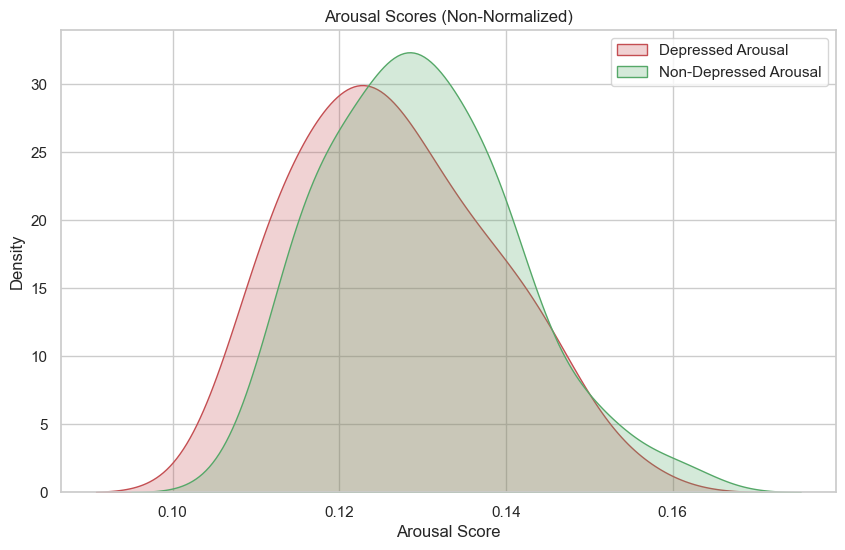 Arousal Scores (Non-Normalized)
Depressed Arousal
Non-Depressed Arousal
Density
30
25
20
15
10
5
0
0.10 0.12 0.14 0.16
Arousal Score